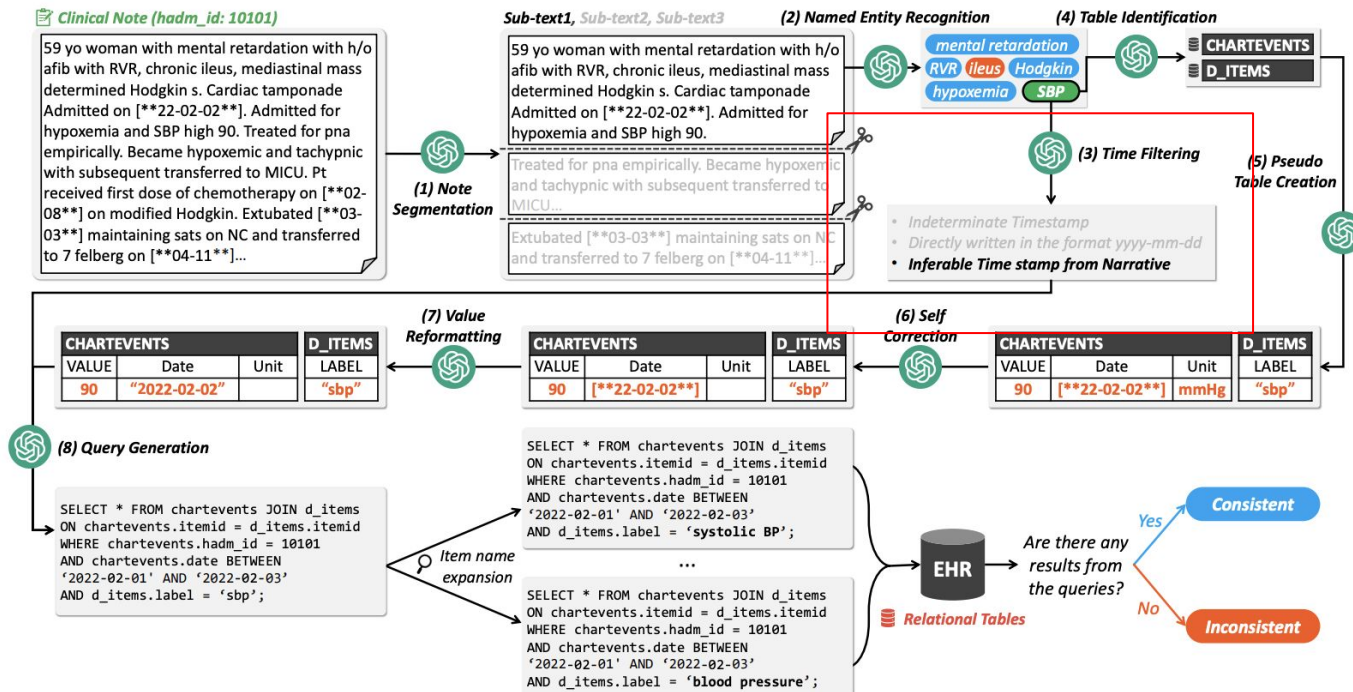 Clinical Note (hadm_id: 10101)
59 yo woman with mental retardation with h/o
afib with RVR, chronic ileus, mediastinal mass
determined Hodgkin s. Cardiac tamponade
Admitted on [**22-02-02**]. Admitted for
hypoxemia and SBP high 90. Treated for pna
empirically. Became hypoxemic and tachypnic
with subsequent transferred to MICU. Pt
received first dose of chemotherapy on [**02-
08**] on modified Hodgkin. Extubated [**03-
03**] maintaining sats on NC and transferred
to 7 felberg on [**04-11**]...
(1) Note
Segmentation
Sub-text1, Sub-text2, Sub-text3
59 yo woman with mental retardation with h/o
afib with RVR, chronic ileus, mediastinal mass
determined Hodgkin s. Cardiac tamponade
Admitted on [**22-02-02**]. Admitted for
hypoxemia and SBP high 90.
Treated for pna empirically. Became hypoxemic
and tachypnic with subsequent transferred to
MICU...
Extubated [**03-03**] maintaining sats on NC
and transferred to 7 felberg on [**04-11**]...
(2) Named Entity Recognition
mental retardation
RVR ileus Hodgkin
hypoxemia SBP
(3) Time Filtering
• Indeterminate Timestamp
• Directly written in the format yyyy-mm-dd
• Inferable Time stamp from Narrative
(4) Table Identification
CHARTEVENTS
D_ITEMS
(5) Pseudo
Table Creation
CHARTEVENTS D_ITEMS
VALUE Date Unit LABEL
90 [**22-02-02**] mmHg “sbp”
(6) Self
Correction
CHARTEVENTS D_ITEMS
VALUE Date Unit LABEL
90 [**22-02-02**] “sbp”
(7) Value
Reformatting
CHARTEVENTS D_ITEMS
VALUE Date Unit LABEL
90 “2022-02-02” “sbp”
(8) Query Generation
SELECT * FROM chartevents JOIN d_items
ON chartevents.itemid = d_items.itemid
WHERE chartevents.hadm_id = 10101
AND chartevents.date BETWEEN
‘2022-02-01' AND ‘2022-02-03’
AND d_items.label = ‘sbp’;
Item name
expansion
SELECT * FROM chartevents JOIN d_items
ON chartevents.itemid = d_items.itemid
WHERE chartevents.hadm_id = 10101
AND chartevents.date BETWEEN
'2022-02-01' AND ‘2022-02-03’
AND d_items.label = ‘systolic BP’;
...
SELECT * FROM chartevents JOIN d_items
ON chartevents.itemid = d_items.itemid
WHERE chartevents.hadm_id = 10101
AND chartevents.date BETWEEN
'2022-02-01' AND ‘2022-02-03’
AND d_items.label = ‘blood pressure’;
EHR
Relational Tables
Are there any
results from
the queries?
Yes
Consistent
No
Inconsistent